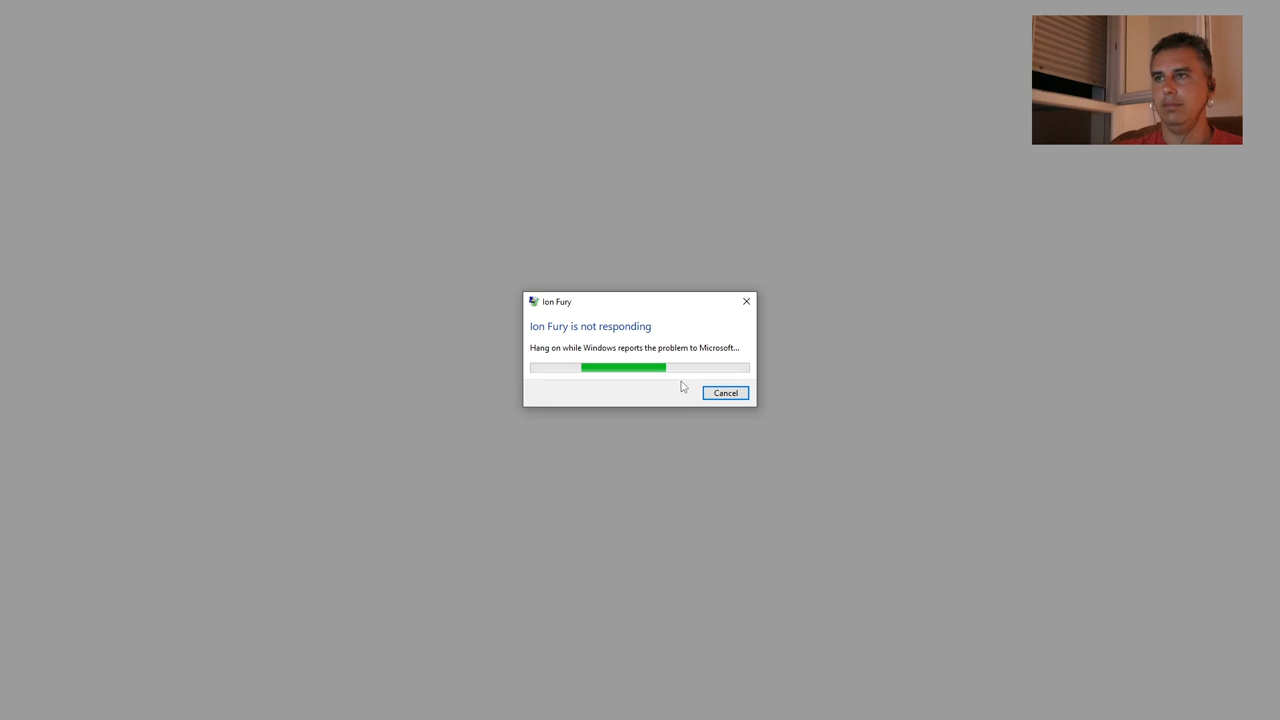 Ion Fury
Ion Fury is not responding
Hang on while Windows reports the problem to Microsoft...
Cancel